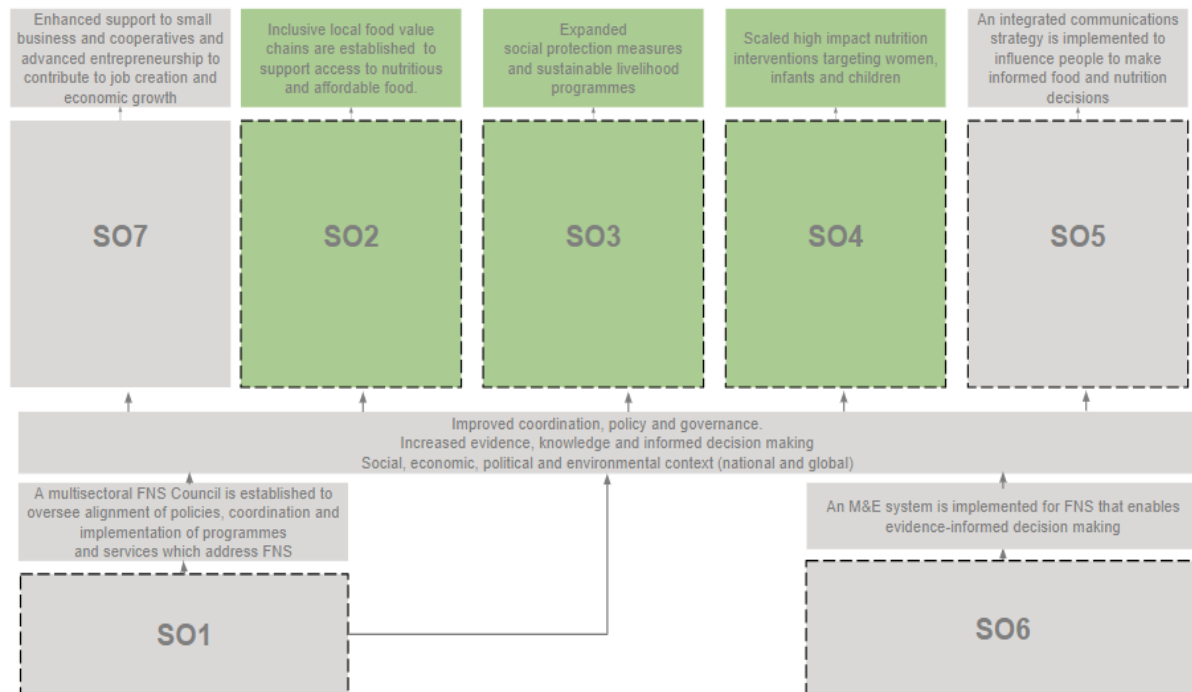 Enhanced support to small
business and cooperatives and
advanced entrepreneurship to
contribute to job creation and
economic growth
Inclusive local food value
chains are established to
support access to nutritious
and affordable food.
Expanded
social protection measures
and sustainable livelihood
programmes
Scaled high impact nutrition
interventions targeting women,
infants and children
An integrated communications
strategy is implemented to
influence people to make
informed food and nutrition
decisions
SO7
SO2
SO3
SO4
SO5
Improved coordination, policy and governance.
Increased evidence, knowledge and informed decision making
Social, economic, political and environmental context (national and global)
A multisectoral FNS Council is established to
oversee alignment of policies, coordination and
implementation of programmes
and services which address FNS
An M&E system is implemented for FNS that enables
evidence-informed decision making
SO1
SO6